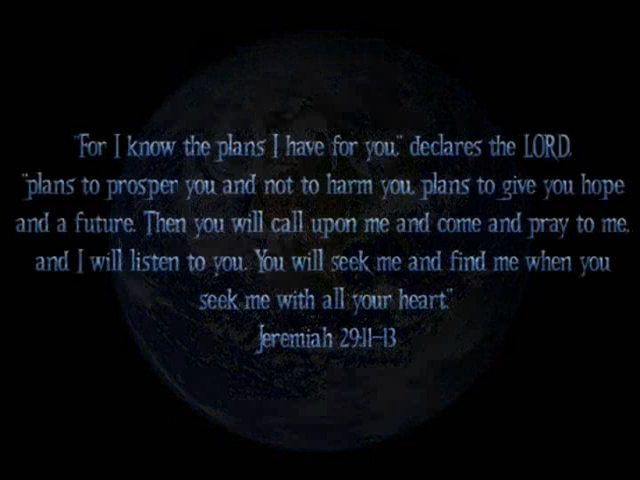 "For I know the plans I have for you," declares the LORD,
"plans to prosper you and not to harm you, plans to give you hope
and a future. Then you will call upon me and come and pray to me,
and I will listen to you. You will seek me and find me when you
seek me with all your heart."
Jeremiah 29:11-13